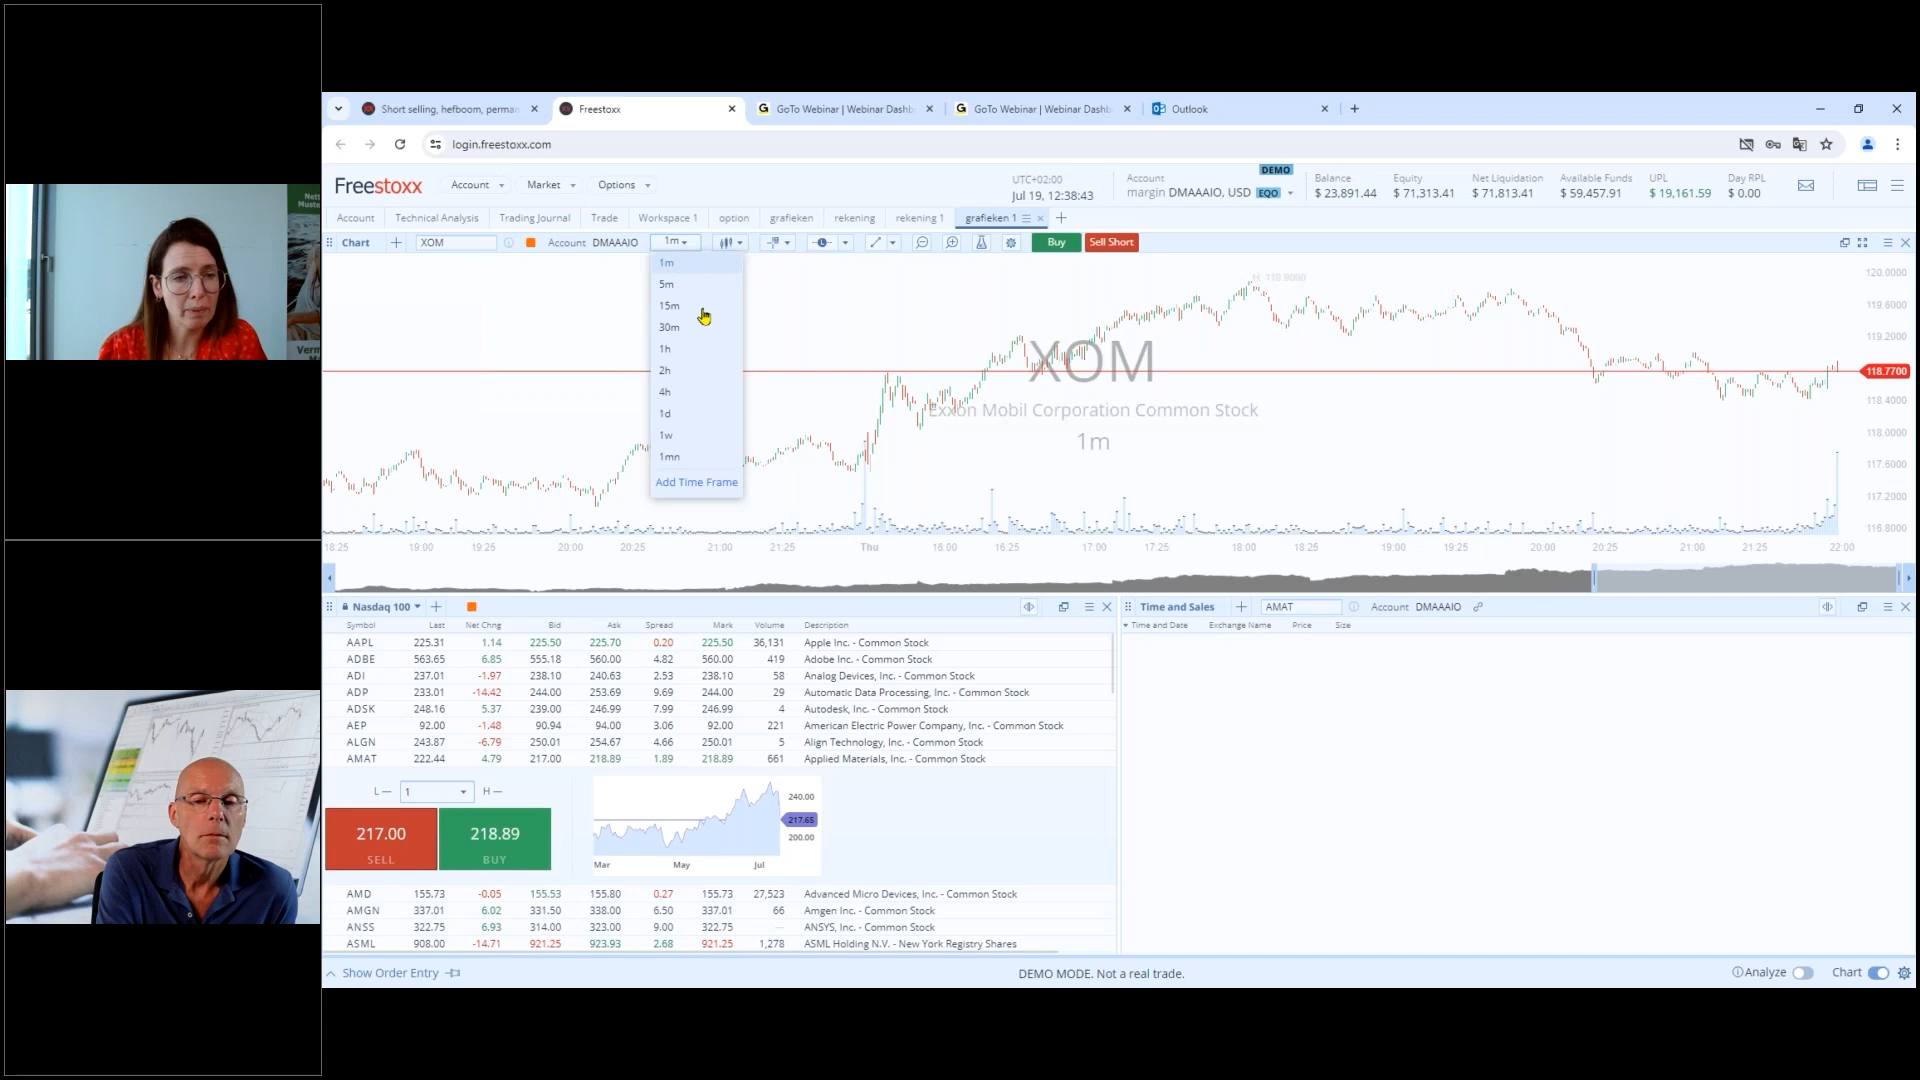 Nett
Muste
Verm
Short selling, hefboom, perman
Freestoxx
GoTo Webinar | Webinar Dashb
GoTo Webinar | Webinar Dashb
Outlook
login.freestoxx.com
Freestoxx
Account
Market
Options
UTC+02:00
Jul 19, 12:38:43
DEMO
Account
margin DMAAAIO, USD EQO
Balance
$ 23,891.44
Equity
$ 71,313.41
Net Liquidation
$ 71,813.41
Available Funds
$ 59,457.91
UPL
$ 19,161.59
Day RPL
$ 0.00
Account Technical Analysis Trading Journal Trade Workspace 1 option grafieken rekening rekening 1 grafieken 1
Chart XOM Account DMAAAIO 1m Buy Sell Short
1m
5m
15m
30m
1h
2h
4h
1d
1w
1mn
Add Time Frame
H: 119.9000
XOM
Exxon Mobil Corporation Common Stock
1m
120.0000
119.6000
119.2000
118.7700
118.4000
118.0000
117.6000
117.2000
116.8000
18:25 19:00 19:25 20:00 20:25 21:00 21:25 Thu 16:00 16:25 17:00 17:25 18:00 18:25 19:00 19:25 20:00 20:25 21:00 21:25 22:00
Nasdaq 100
Symbol Last Net Chng Bid Ask Spread Mark Volume Description
AAPL 225.31 1.14 225.50 225.70 0.20 225.50 36,131 Apple Inc. - Common Stock
ADBE 563.65 6.85 555.18 560.00 4.82 560.00 419 Adobe Inc. - Common Stock
ADI 237.01 -1.97 238.10 240.63 2.53 238.10 58 Analog Devices, Inc. - Common Stock
ADP 233.01 -14.42 244.00 253.69 9.69 244.00 29 Automatic Data Processing, Inc. - Common Stock
ADSK 248.16 5.37 239.00 246.99 7.99 246.99 4 Autodesk, Inc. - Common Stock
AEP 92.00 -1.48 90.94 94.00 3.06 92.00 221 American Electric Power Company, Inc. - Common Stock
ALGN 243.87 -6.79 250.01 254.67 4.66 250.01 5 Align Technology, Inc. - Common Stock
AMAT 222.44 4.79 217.00 218.89 1.89 218.89 661 Applied Materials, Inc. - Common Stock
L — 1 H —
217.00
SELL
218.89
BUY
240.00
217.65
200.00
Mar May Jul
AMD 155.73 -0.05 155.53 155.80 0.27 155.73 27,523 Advanced Micro Devices, Inc. - Common Stock
AMGN 337.01 6.02 331.50 338.00 6.50 337.01 66 Amgen Inc. - Common Stock
ANSS 322.75 6.93 314.00 323.00 9.00 322.75 — ANSYS, Inc. - Common Stock
ASML 908.00 -14.71 921.25 923.93 2.68 921.25 1,278 ASML Holding N.V. - New York Registry Shares
Time and Sales AMAT Account DMAAAIO
Time and Date Exchange Name Price Size
Show Order Entry
DEMO MODE. Not a real trade.
Analyze Chart